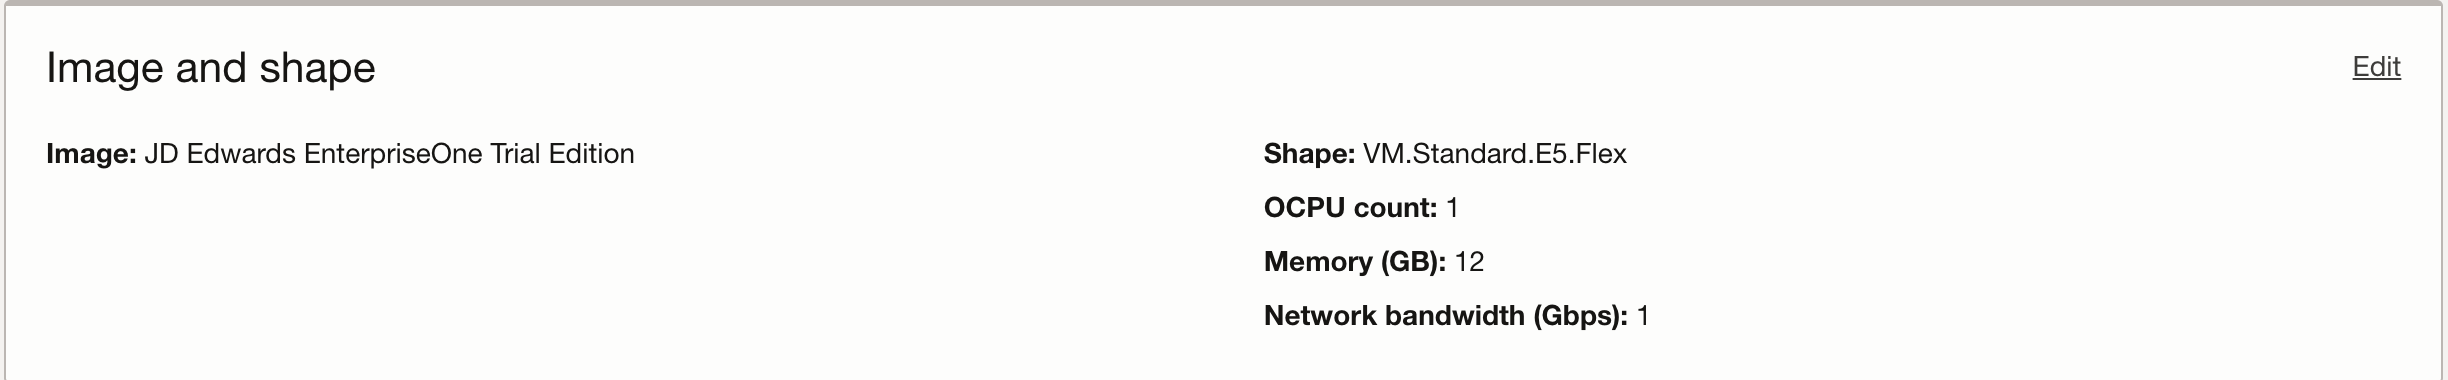 Image and shape
Edit
Image: JD Edwards EnterpriseOne Trial Edition
Shape: VM.Standard.E5.Flex
OCPU count: 1
Memory (GB): 12
Network bandwidth (Gbps): 1